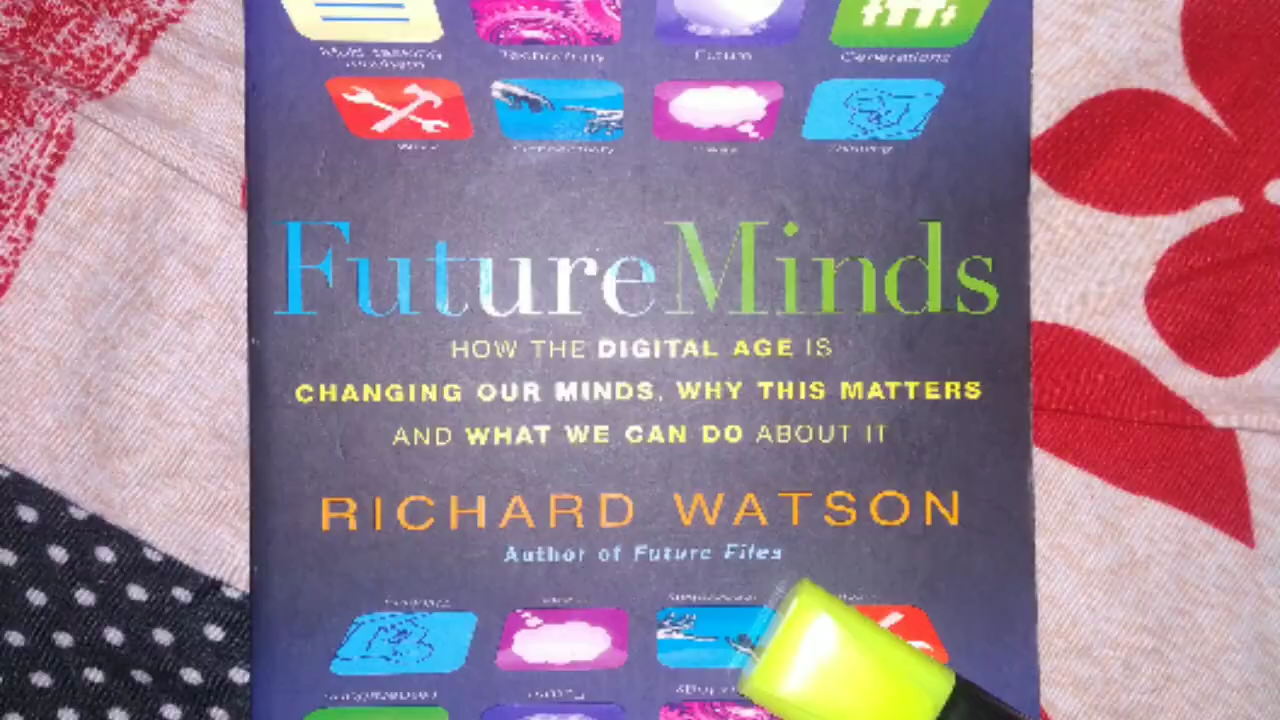 Technology Future Generations
FutureMinds
HOW THE DIGITAL AGE IS
CHANGING OUR MINDS, WHY THIS MATTERS
AND WHAT WE CAN DO ABOUT IT
RICHARD WATSON
Author of Future Files